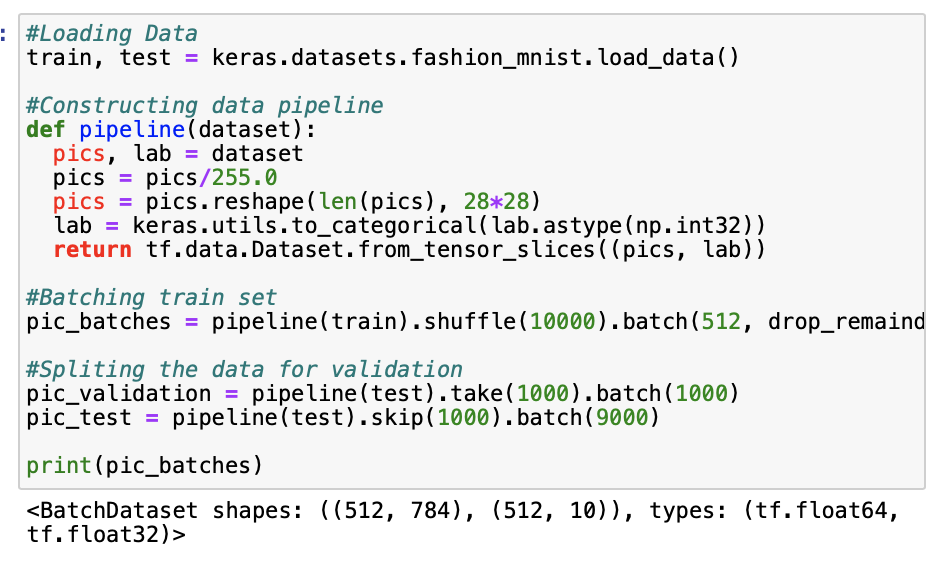 :
#Loading Data
train, test = keras.datasets.fashion_mnist.load_data()
#Constructing data pipeline
def pipeline(dataset):
pics, lab = dataset
pics = pics/255.0
pics = pics.reshape(len(pics), 28*28)
lab = keras.utils.to_categorical(lab.astype(np.int32))
return tf.data.Dataset.from_tensor_slices((pics, lab))
#Batching train set
pic_batches = pipeline(train).shuffle(10000).batch(512, drop_remaind
#Spliting the data for validation
pic_validation = pipeline(test).take(1000).batch(1000)
pic_test = pipeline(test).skip(1000).batch(9000)
print(pic_batches)
<BatchDataset shapes: ((512, 784), (512, 10)), types: (tf.float64,
tf.float32)>